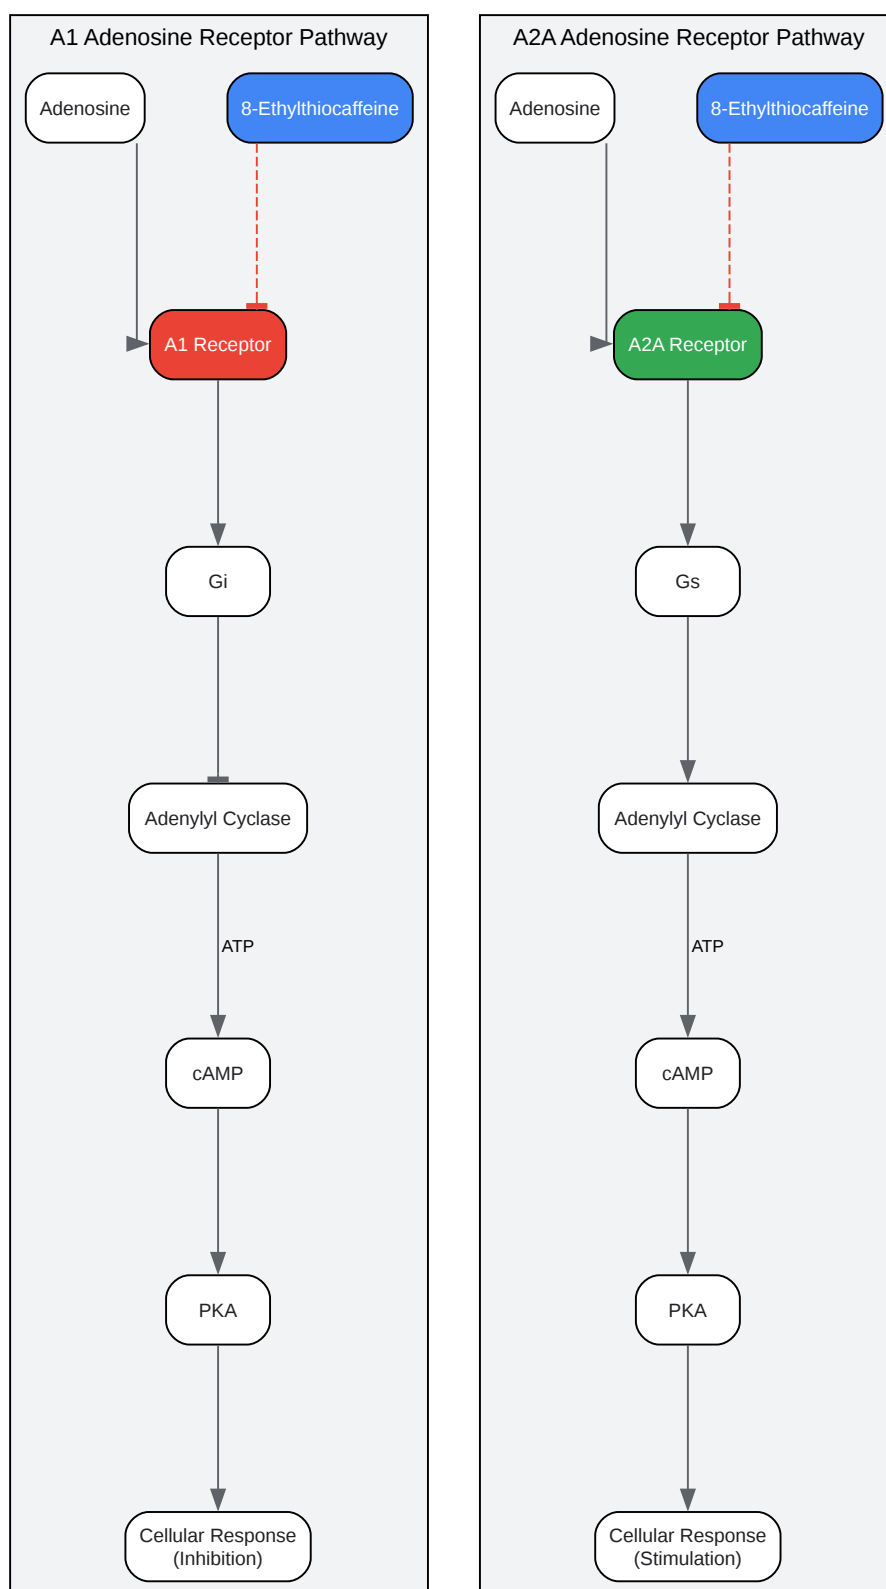 A1 Adenosine Receptor Pathway
Adenosine
8-Ethylthiocaffeine
A1 Receptor
Gi
Adenylyl Cyclase
ATP
cAMP
PKA
Cellular Response
(Inhibition)
A2A Adenosine Receptor Pathway
Adenosine
8-Ethylthiocaffeine
A2A Receptor
Gs
Adenylyl Cyclase
ATP
cAMP
PKA
Cellular Response
(Stimulation)